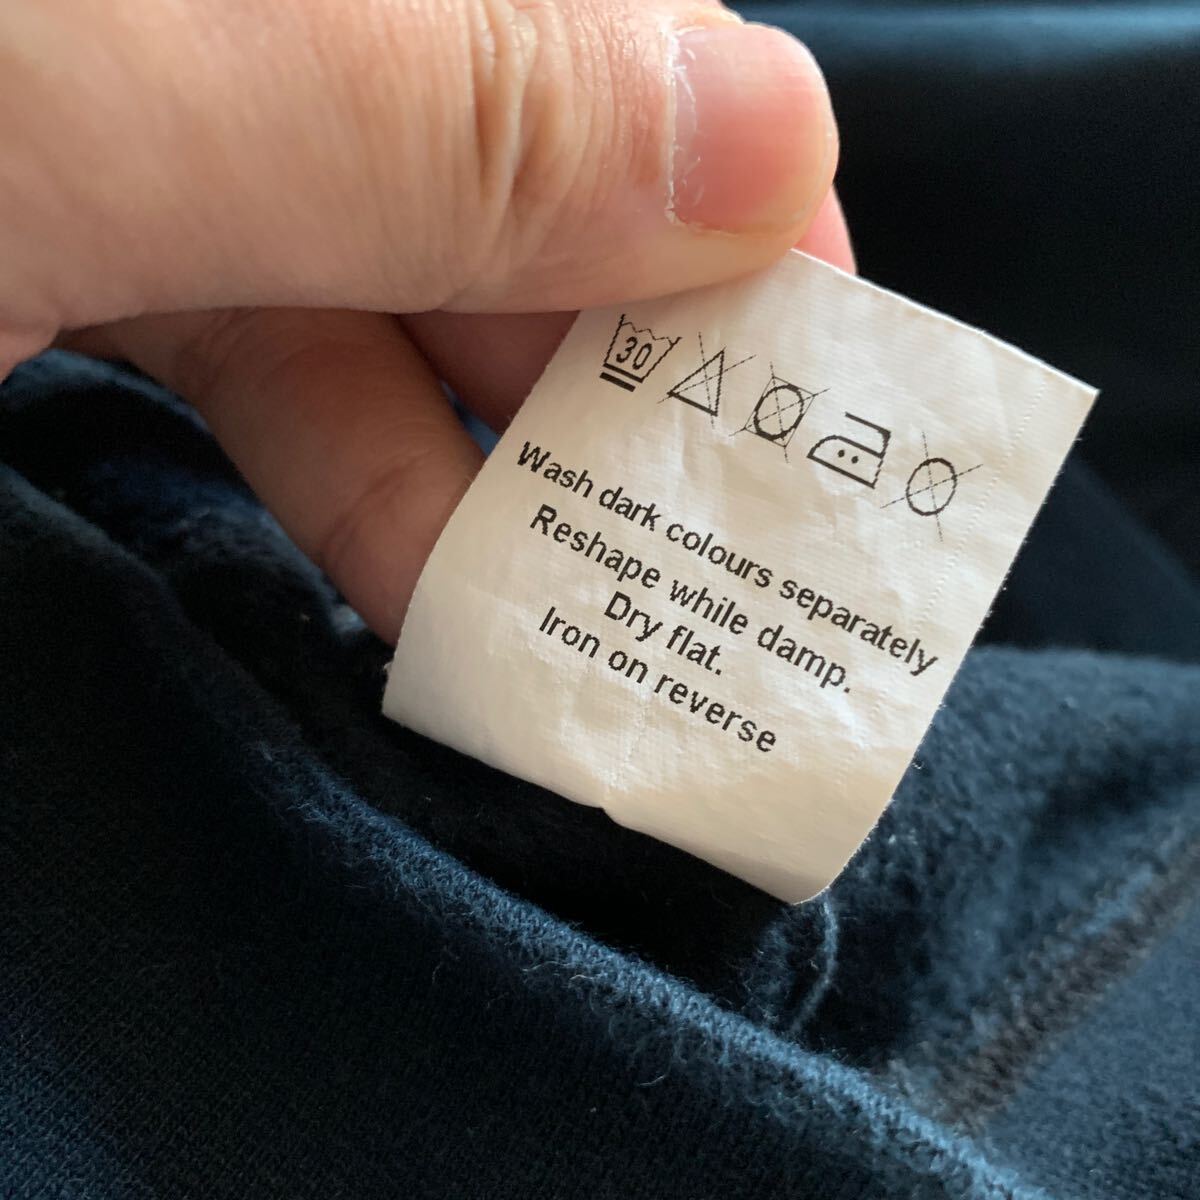 30
Wash dark colours separately
Reshape while damp.
Dry flat.
Iron on reverse